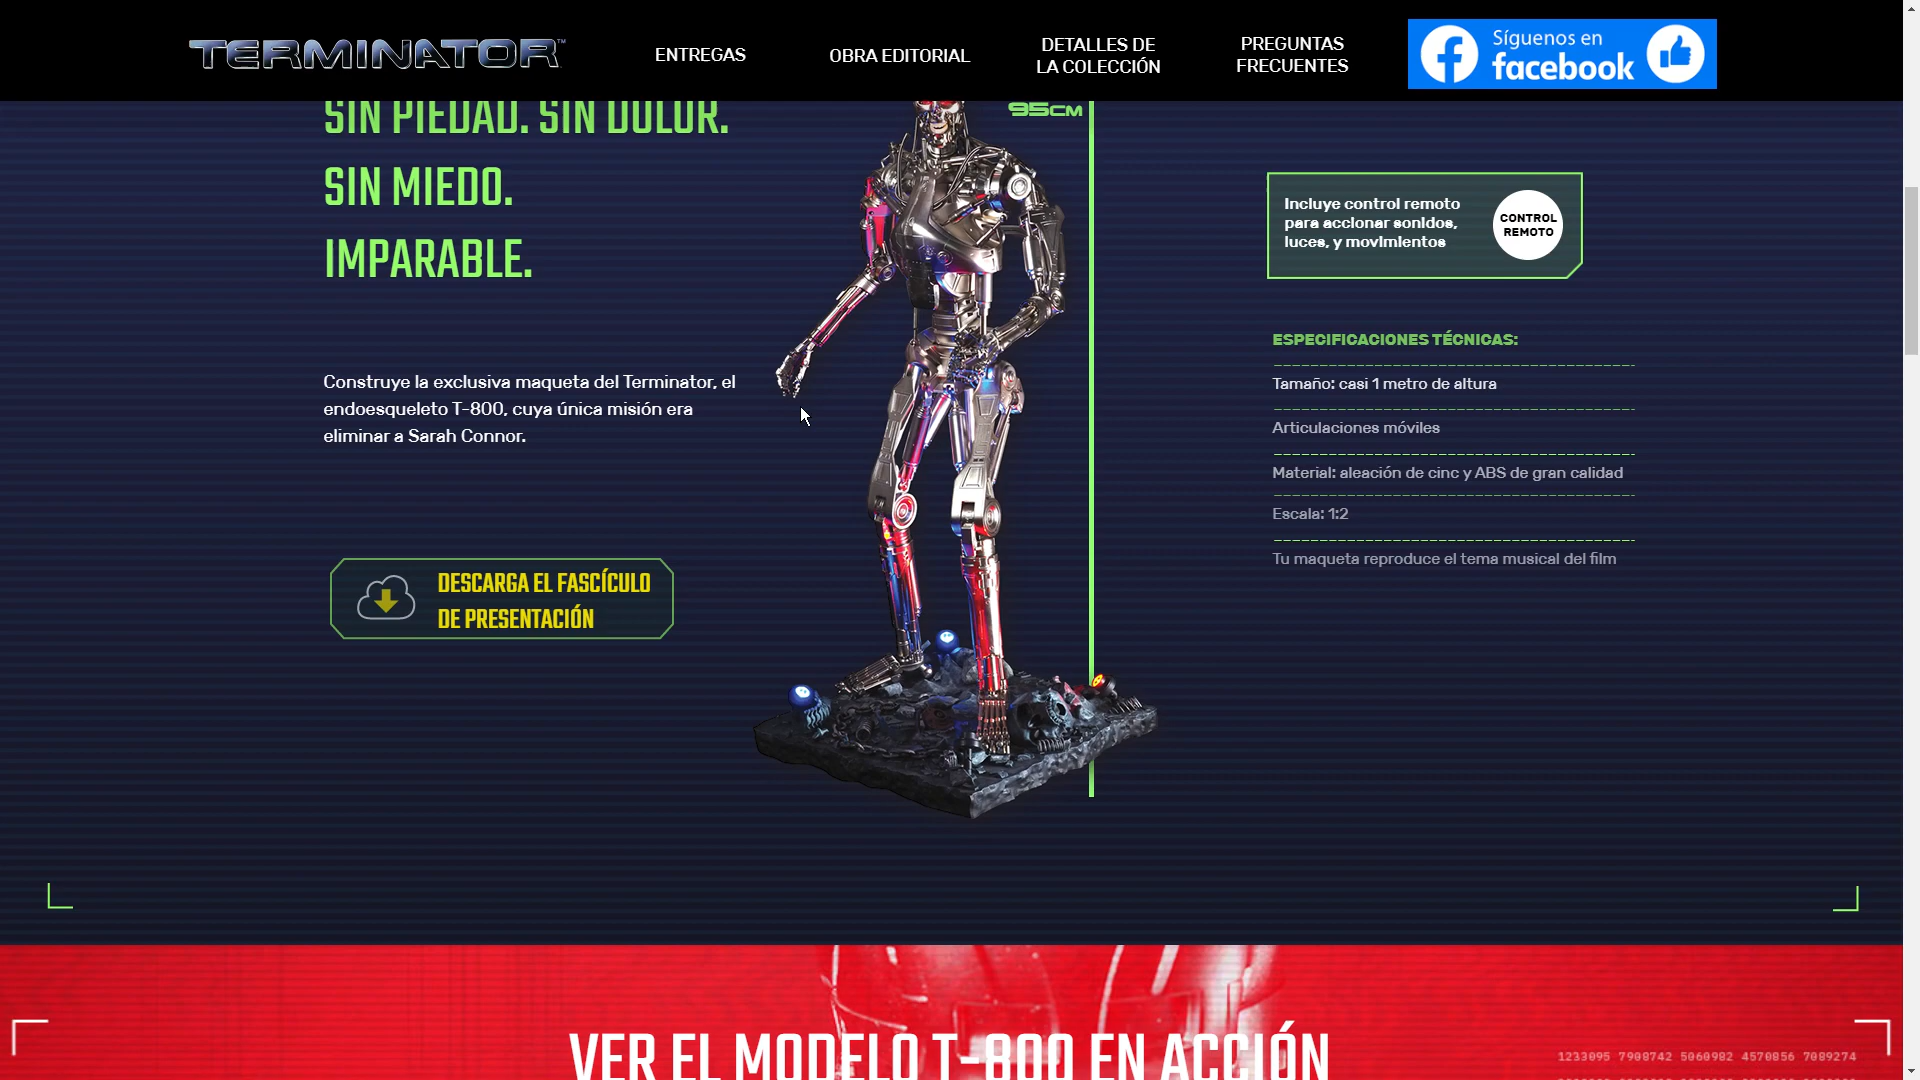 TERMINATOR™
ENTREGAS
OBRA EDITORIAL
DETALLES DE
LA COLECCIÓN
PREGUNTAS
FRECUENTES
Síguenos en
facebook
SIN PIEDAD. SIN DOLOR.
SIN MIEDO.
IMPARABLE.
95CM
Incluye control remoto
para accionar sonidos,
luces, y movimientos
CONTROL
REMOTO
Construye la exclusiva maqueta del Terminator, el
endoesqueleto T-800, cuya única misión era
eliminar a Sarah Connor.
ESPECIFICACIONES TÉCNICAS:
Tamaño: casi 1 metro de altura
Articulaciones móviles
Material: aleación de cinc y ABS de gran calidad
Escala: 1:2
Tu maqueta reproduce el tema musical del film
DESCARGA EL FASCÍCULO
DE PRESENTACIÓN
VER EL MODELO T-800 EN ACCIÓN
1233095 7908742 5060982 4570856 7089274